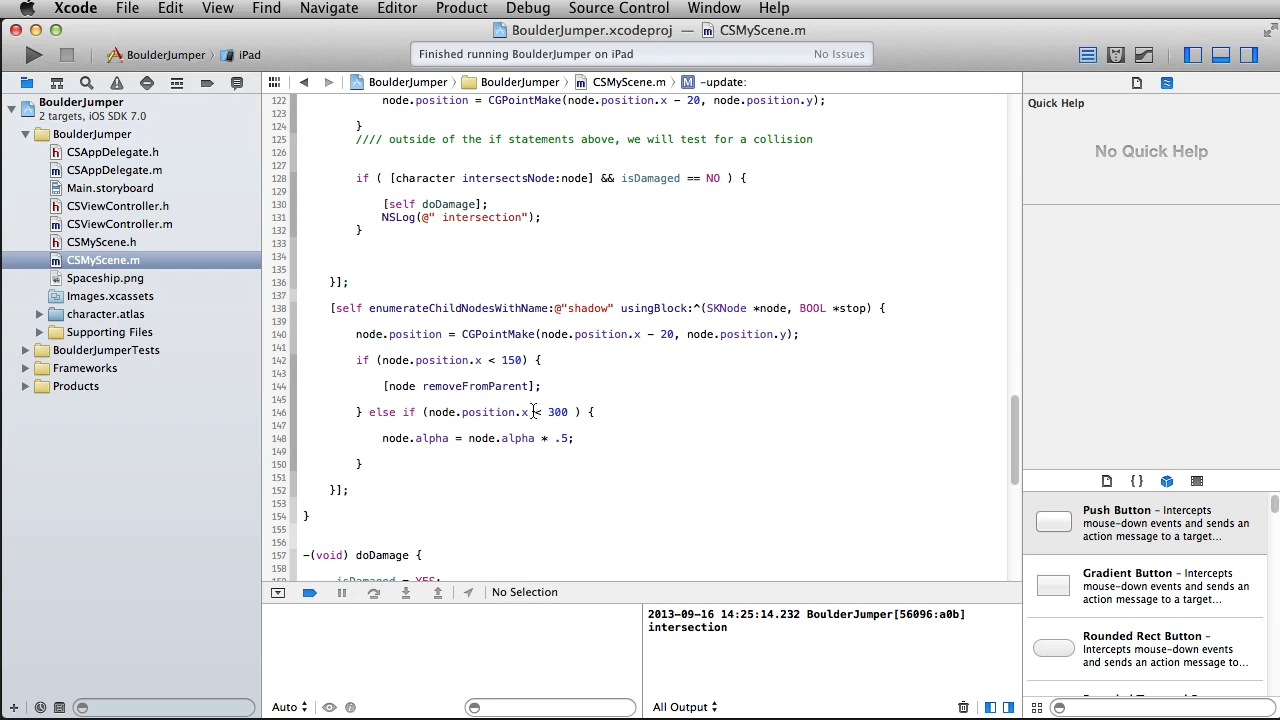 Xcode File Edit View Find Navigate Editor Product Debug Source Control Window Help
BoulderJumper.xcodeproj — CSMyScene.m
BoulderJumper iPad
Finished running BoulderJumper on iPad No Issues
BoulderJumper BoulderJumper CSMyScene.m M -update:
BoulderJumper
2 targets, iOS SDK 7.0
BoulderJumper
h CSAppDelegate.h
m CSAppDelegate.m
Main.storyboard
h CSViewController.h
m CSViewController.m
h CSMyScene.h
m CSMyScene.m
Spaceship.png
Images.xcassets
character.atlas
Supporting Files
BoulderJumperTests
Frameworks
Products
122 node.position = CGPointMake(node.position.x - 20, node.position.y);
123
124 }
125 //// outside of the if statements above, we will test for a collision
126
127
128 if ( [character intersectsNode:node] && isDamaged == NO ) {
129
130 [self doDamage];
131 NSLog(@" intersection");
132 }
133
134
135
136 }];
137
138 [self enumerateChildNodesWithName:@"shadow" usingBlock:^(SKNode *node, BOOL *stop) {
139
140 node.position = CGPointMake(node.position.x - 20, node.position.y);
141
142 if (node.position.x < 150) {
143
144 [node removeFromParent];
145
146 } else if (node.position.x < 300 ) {
147
148 node.alpha = node.alpha * .5;
149
150 }
151
152 }];
153
154 }
155
156
157 -(void) doDamage {
158
isDamaged = YES;
No Selection
2013-09-16 14:25:14.232 BoulderJumper[56096:a0b]
intersection
Auto
All Output
Quick Help
No Quick Help
Push Button – Intercepts
mouse-down events and sends an
action message to a target...
Gradient Button – Intercepts
mouse-down events and sends an
action message to a target...
Rounded Rect Button –
Intercepts mouse-down events
and sends an action message to...